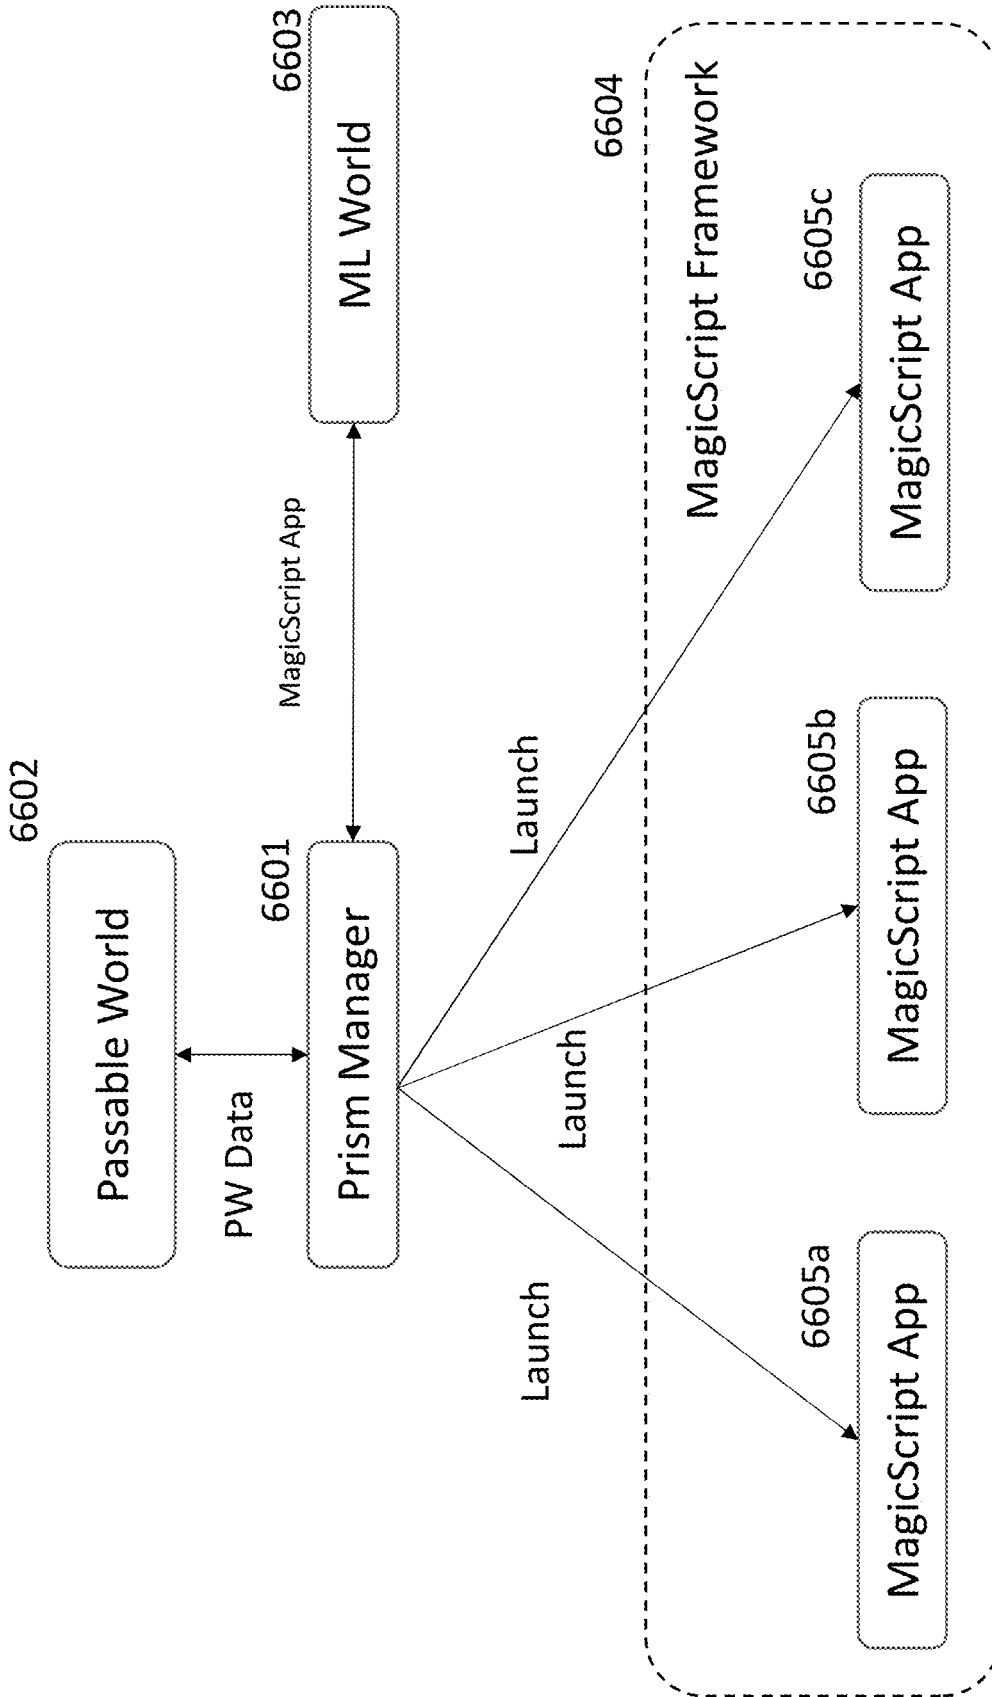 6602
Passable World
PW Data
6601
Prism Manager
MagicScript App
6603
ML World
Launch
Launch
Launch
6604
MagicScript Framework
6605a
MagicScript App
6605b
MagicScript App
6605c
MagicScript App